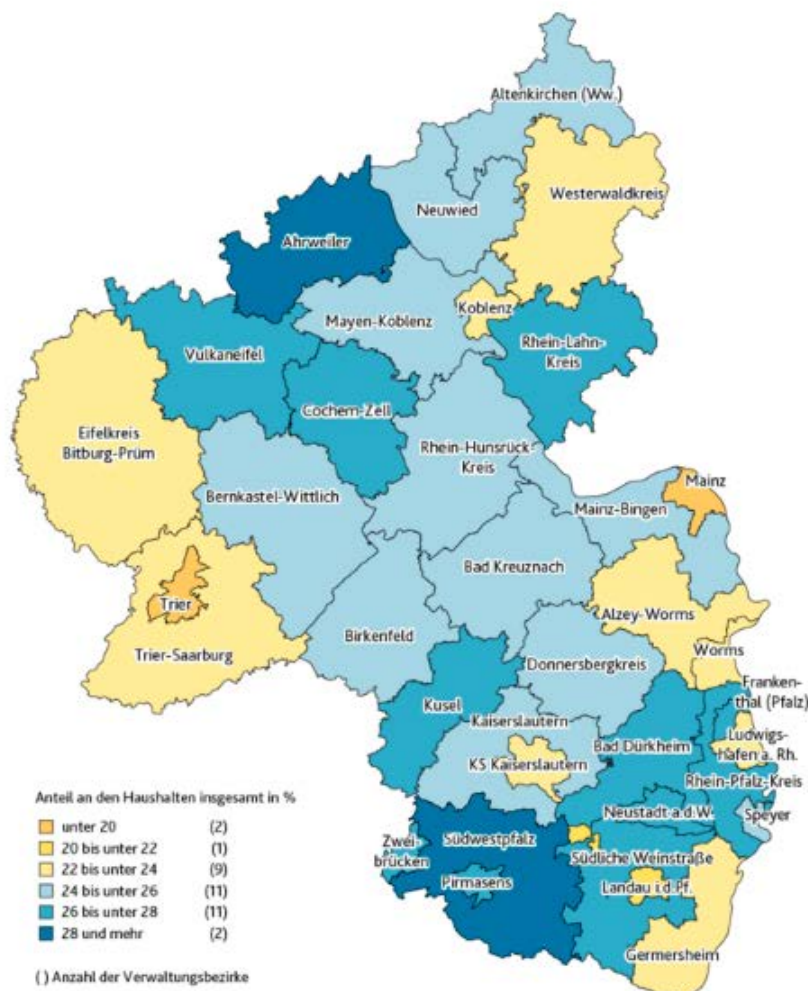 Altenkirchen (Ww.)
Westerwaldkreis
Neuwied
Ahrweiler
Koblenz
Mayen-Koblenz
Rhein-Lahn-
Kreis
Vulkaneifel
Cochem-Zell
Eifelkreis
Bitburg-Prüm
Rhein-Hunsrück-
Kreis
Bernkastel-Wittlich
Mainz
Mainz-Bingen
Bad Kreuznach
Trier
Alzey-Worms
Birkenfeld
Trier-Saarburg
Worms
Donnersbergkreis
Franken-
thal (Pfalz)
Kusel
Kaiserslautern
Ludwigs-
hafen a. Rh.
Bad Dürkheim
KS Kaiserslautern
Rhein-Pfalz-Kreis
Neustadt a.d.W.
Speyer
Zwei-
brücken
Südwestpfalz
Südliche Weinstraße
Pirmasens
Landau i.d.Pf.
Germersheim
Anteil an den Haushalten insgesamt in %
unter 20 (2)
20 bis unter 22 (1)
22 bis unter 24 (9)
24 bis unter 26 (11)
26 bis unter 28 (11)
28 und mehr (2)
( ) Anzahl der Verwaltungsbezirke